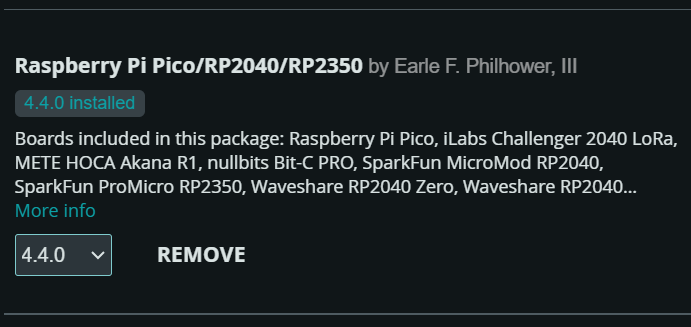 Raspberry Pi Pico/RP2040/RP2350 by Earle F. Philhower, III
4.4.0 installed
Boards included in this package: Raspberry Pi Pico, iLabs Challenger 2040 LoRa,
METE HOCA Akana R1, nullbits Bit-C PRO, SparkFun MicroMod RP2040,
SparkFun ProMicro RP2350, Waveshare RP2040 Zero, Waveshare RP2040...
More info
4.4.0 REMOVE